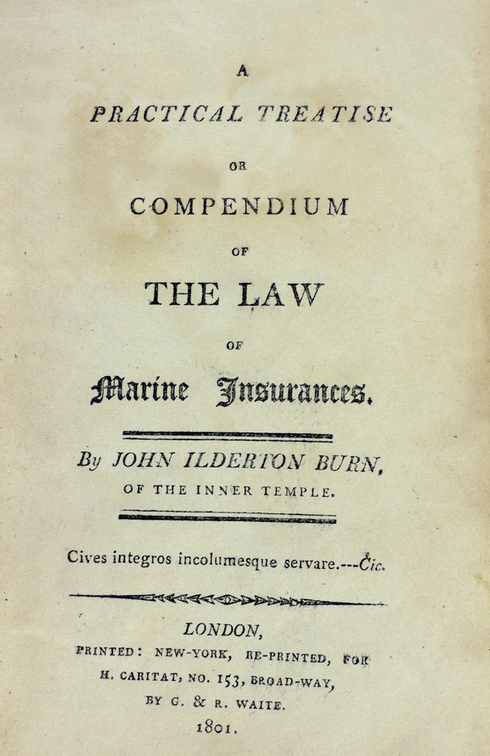 A
PRACTICAL TREATISE
OR
COMPENDIUM
OF
THE LAW
OF
Marine Insurances.
By JOHN ILDERTON BURN,
OF THE INNER TEMPLE.
Cives integros incolumesque servare.---Cic.
LONDON,
PRINTED: NEW-YORK, RE-PRINTED, FOR
H. CARITAT, NO. 153, BROAD-WAY,
BY G. & R. WAITE.
1801.